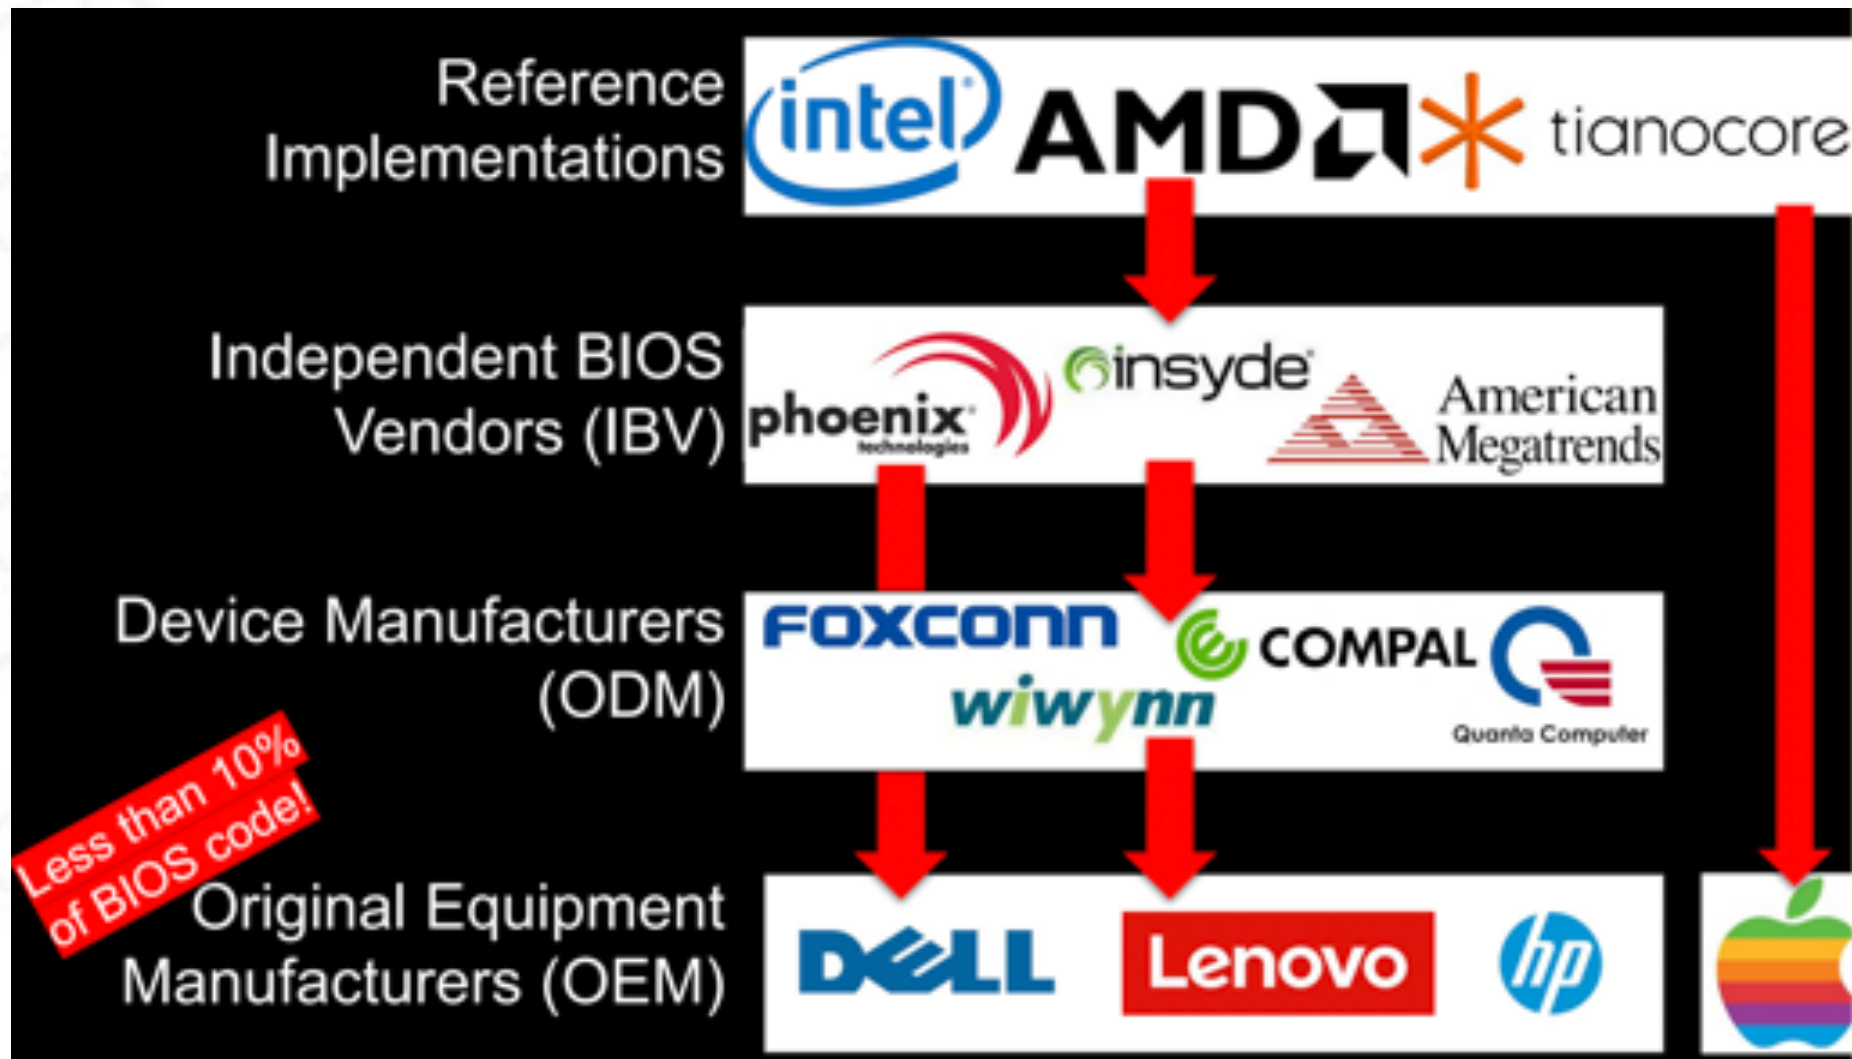 Reference
Implementations
intel
AMD
tianocore
Independent BIOS
Vendors (IBV)
phoenix
technologies
insyde
American
Megatrends
Device Manufacturers
(ODM)
FOXCONN
wiwynn
COMPAL
Quanta Computer
Less than 10%
of BIOS code!
Original Equipment
Manufacturers (OEM)
DELL
Lenovo
hp